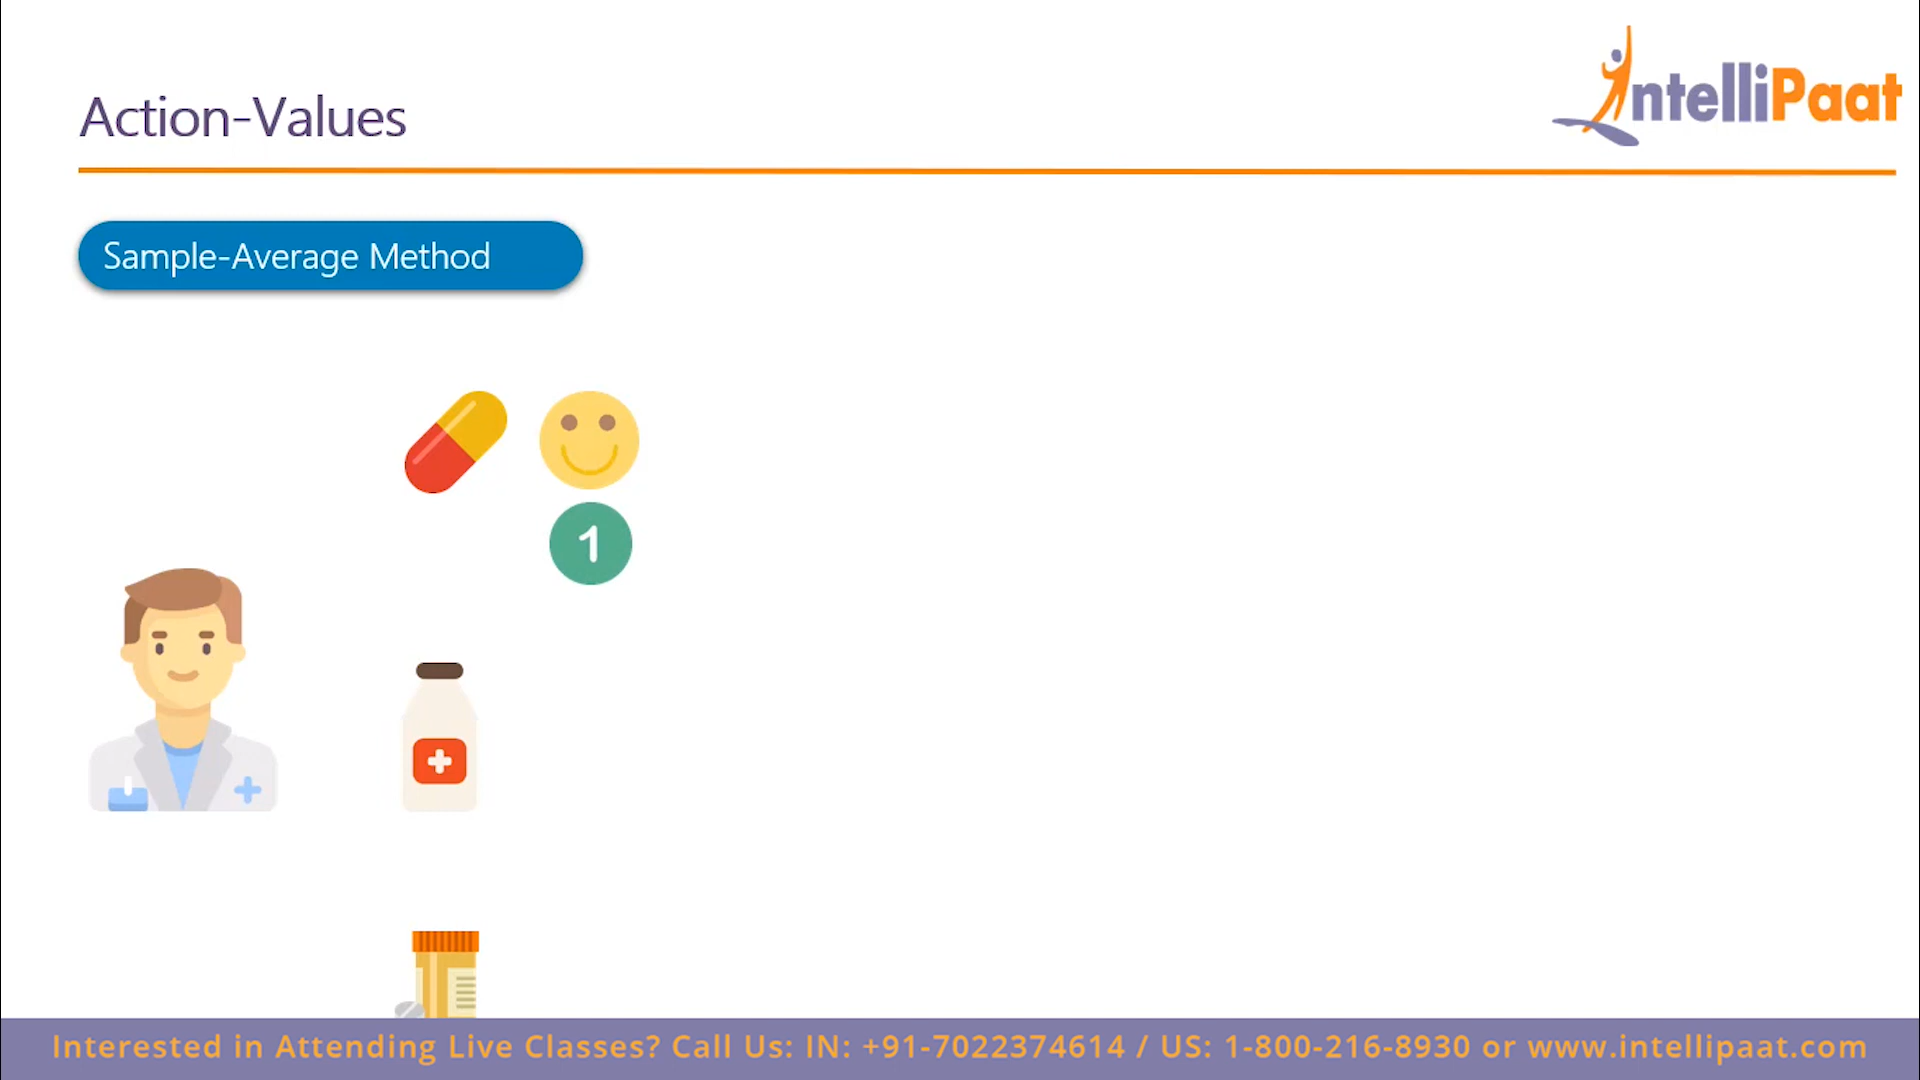 IntelliPaat
Action-Values
Sample-Average Method
1
Interested in Attending Live Classes? Call Us: IN: +91-7022374614 / US: 1-800-216-8930 or www.intellipaat.com